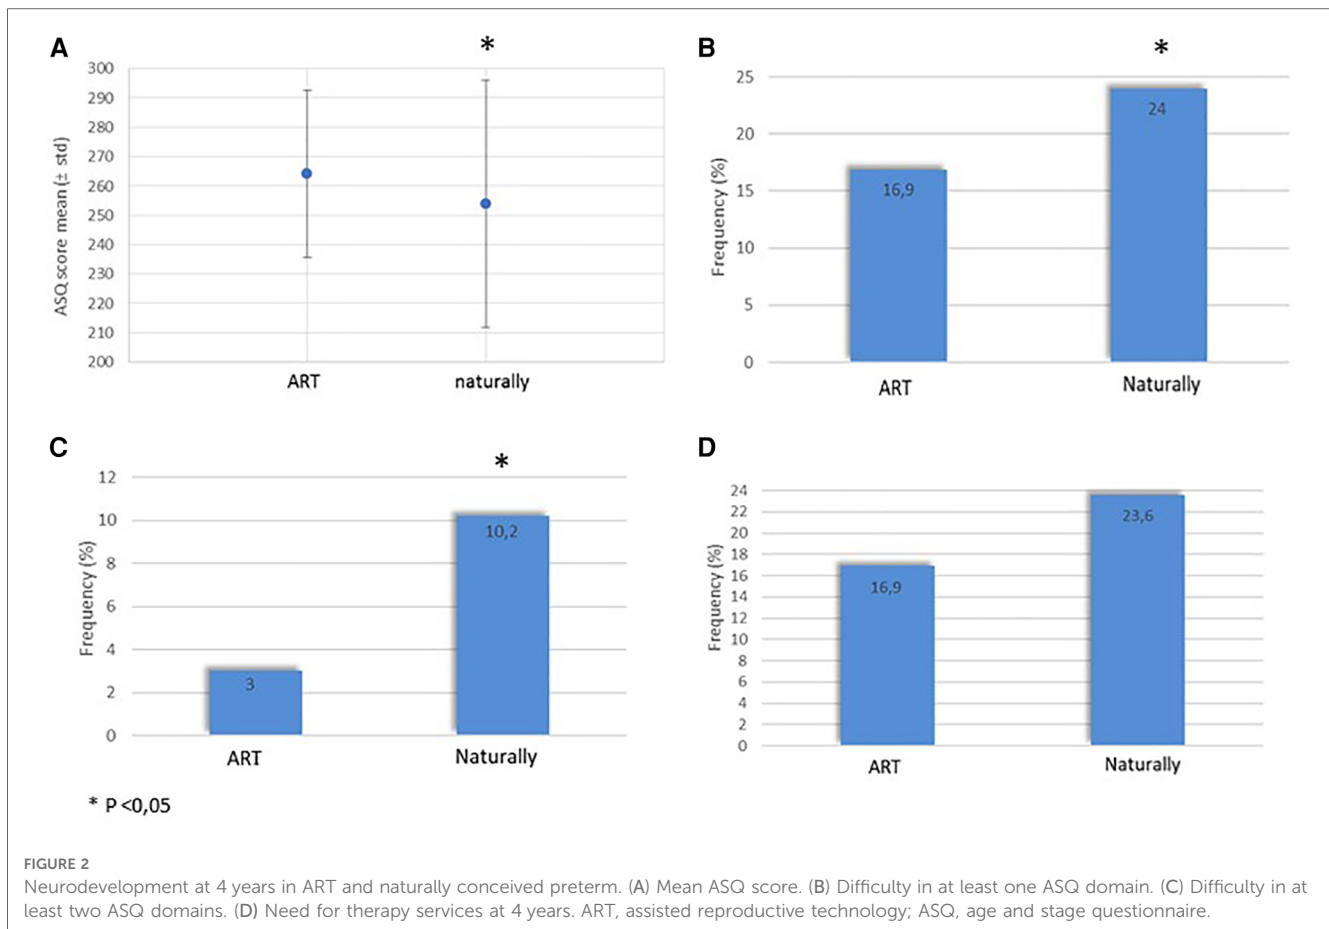 A
*
300
290
280
270
260
250
240
230
220
210
200
ASQ score mean (± std)
ART
naturally
B
*
25
20
15
10
5
0
Frequency (%)
16,9
24
ART
Naturally
C
*
12
10
8
6
4
2
0
Frequency (%)
3
10,2
ART
Naturally
* P <0,05
D
24
22
20
18
16
14
12
10
8
6
4
2
0
Frequency (%)
16,9
23,6
ART
Naturally
FIGURE 2
Neurodevelopment at 4 years in ART and naturally conceived preterm. (A) Mean ASQ score. (B) Difficulty in at least one ASQ domain. (C) Difficulty in at
least two ASQ domains. (D) Need for therapy services at 4 years. ART, assisted reproductive technology; ASQ, age and stage questionnaire.